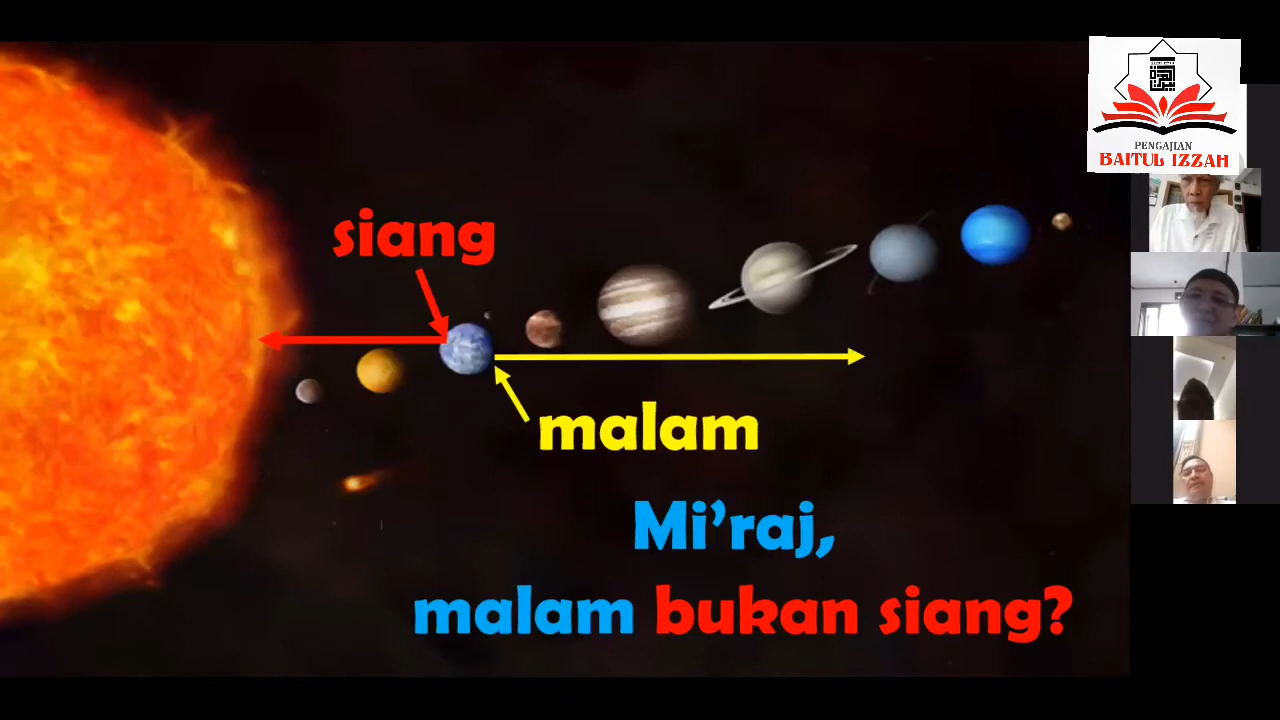 siang
malam
Mi'raj,
malam bukan siang?
PENGAJIAN
BAITUL IZZAH